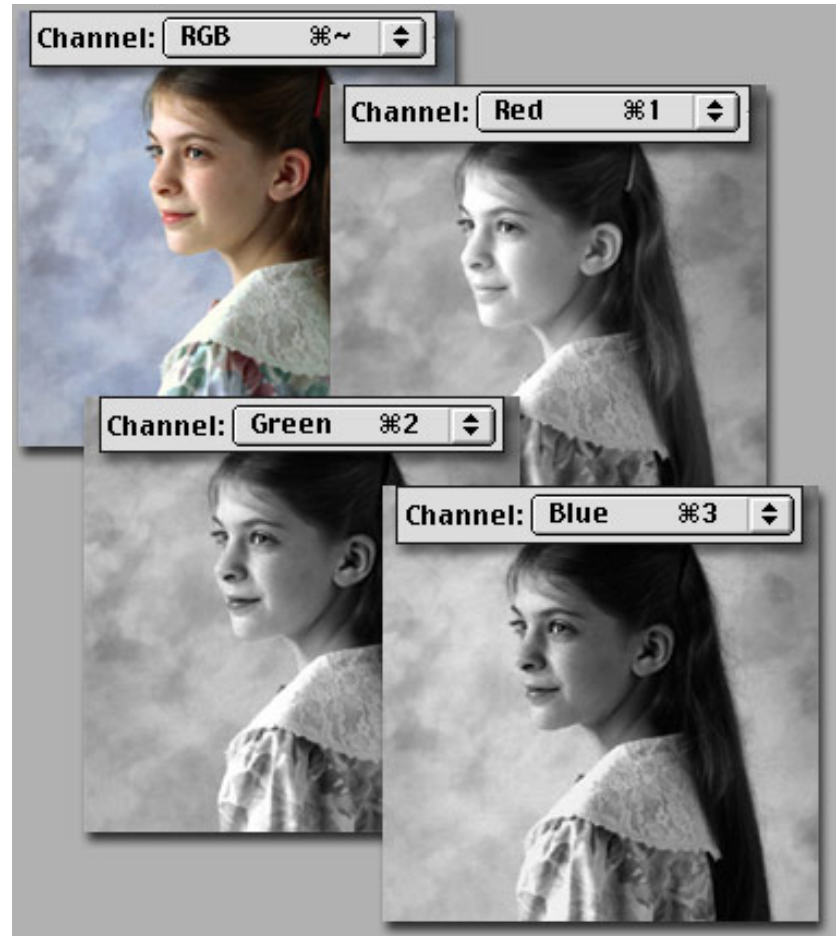 Channel: RGB ⌘~
Channel: Red ⌘1
Channel: Green ⌘2
Channel: Blue ⌘3